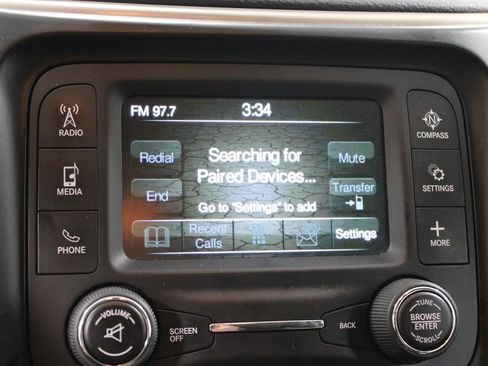 FM 97.7
3:34
RADIO
MEDIA
PHONE
Redial
End
Searching for
Paired Devices...
Go to "Settings" to add
Mute
Transfer
Recent
Calls
Settings
N
COMPASS
SETTINGS
+
MORE
VOLUME
SCREEN
OFF
BACK
TUNE
BROWSE
ENTER
SCROLL